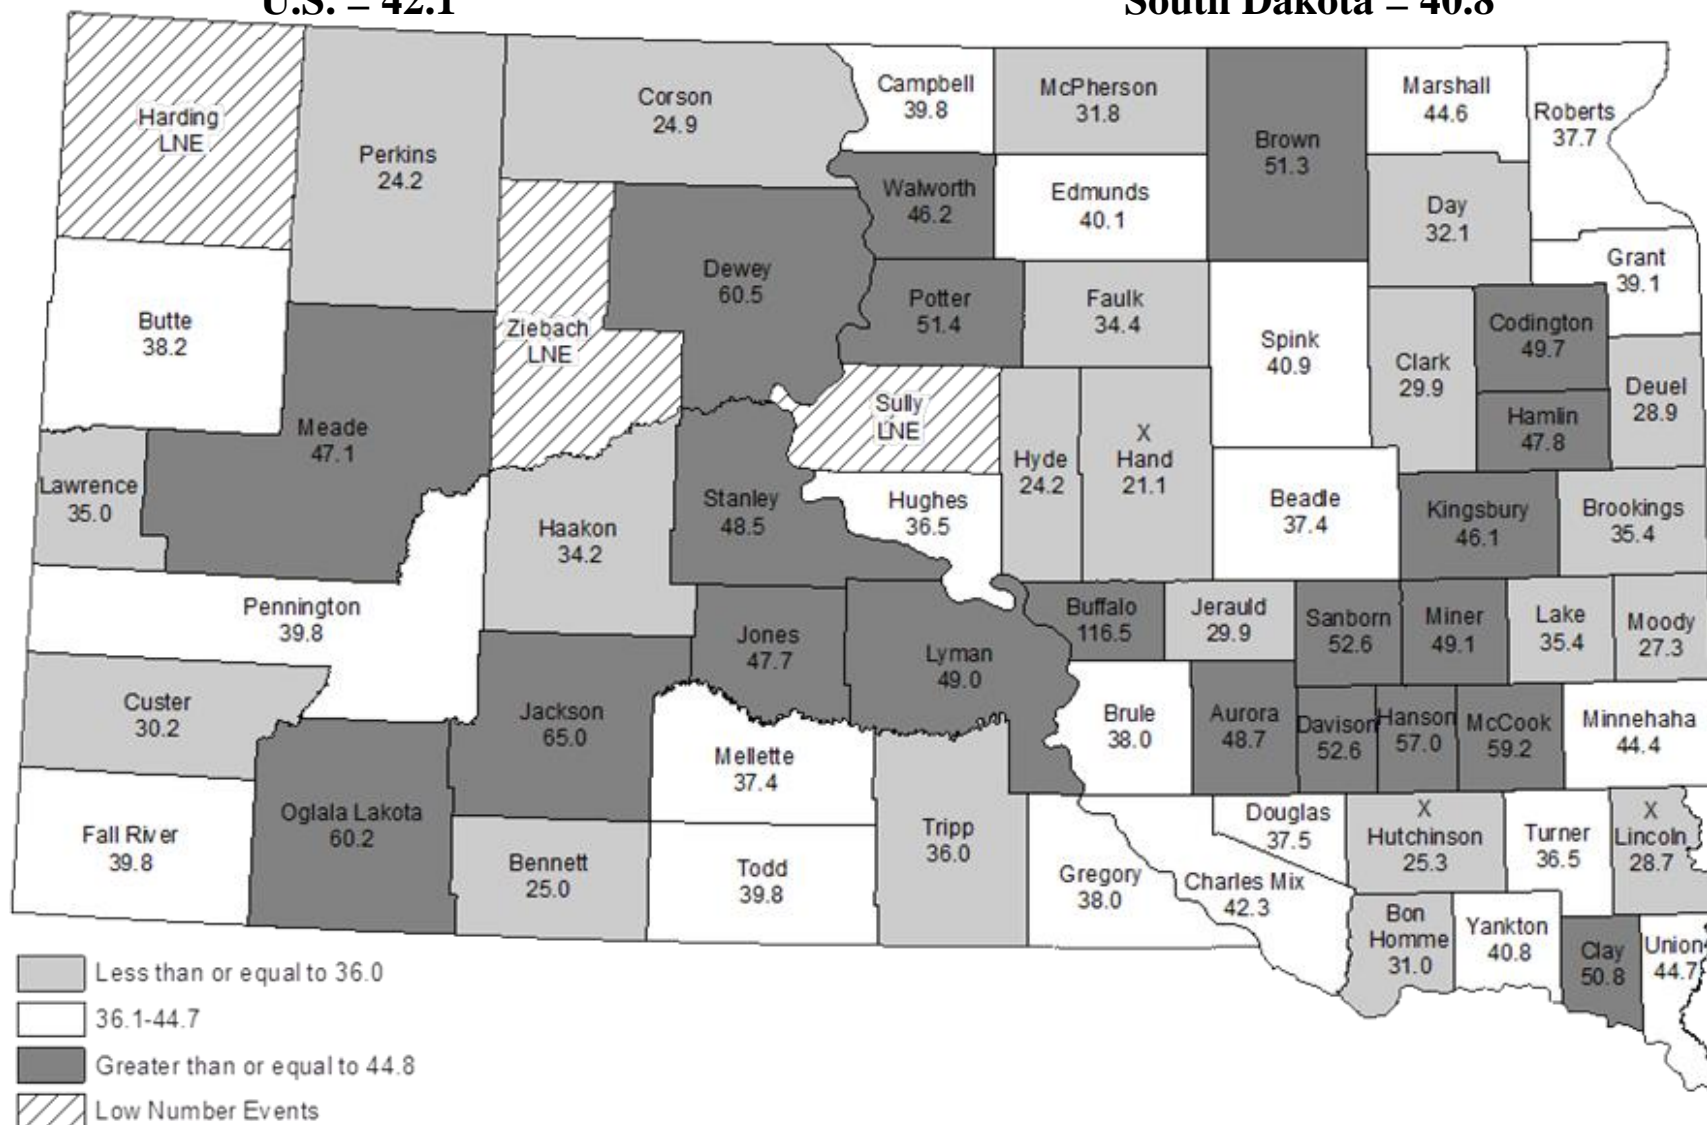 U.S. = 42.1
South Dakota = 40.8
Harding
LNE
Perkins
24.2
Corson
24.9
Campbell
39.8
McPherson
31.8
Brown
51.3
Marshall
44.6
Roberts
37.7
Walworth
46.2
Edmunds
40.1
Day
32.1
Grant
39.1
Butte
38.2
Ziebach
LNE
Dewey
60.5
Potter
51.4
Faulk
34.4
Spink
40.9
Clark
29.9
Codington
49.7
Deuel
28.9
Hamlin
47.8
Meade
47.1
Sully
LNE
Hyde
24.2
X
Hand
21.1
Lawrence
35.0
Haakon
34.2
Stanley
48.5
Hughes
36.5
Beadle
37.4
Kingsbury
46.1
Brookings
35.4
Pennington
39.8
Jones
47.7
Lyman
49.0
Buffalo
116.5
Jerauld
29.9
Sanborn
52.6
Miner
49.1
Lake
35.4
Moody
27.3
Custer
30.2
Jackson
65.0
Mellette
37.4
Brule
38.0
Aurora
48.7
Davison
52.6
Hanson
57.0
McCook
59.2
Minnehaha
44.4
Fall River
39.8
Oglala Lakota
60.2
Bennett
25.0
Todd
39.8
Tripp
36.0
Gregory
38.0
Charles Mix
42.3
Douglas
37.5
X
Hutchinson
25.3
Turner
36.5
X
Lincoln
28.7
Bon
Homme
31.0
Yankton
40.8
Clay
50.8
Union
44.7
Less than or equal to 36.0
36.1-44.7
Greater than or equal to 44.8
Low Number Events